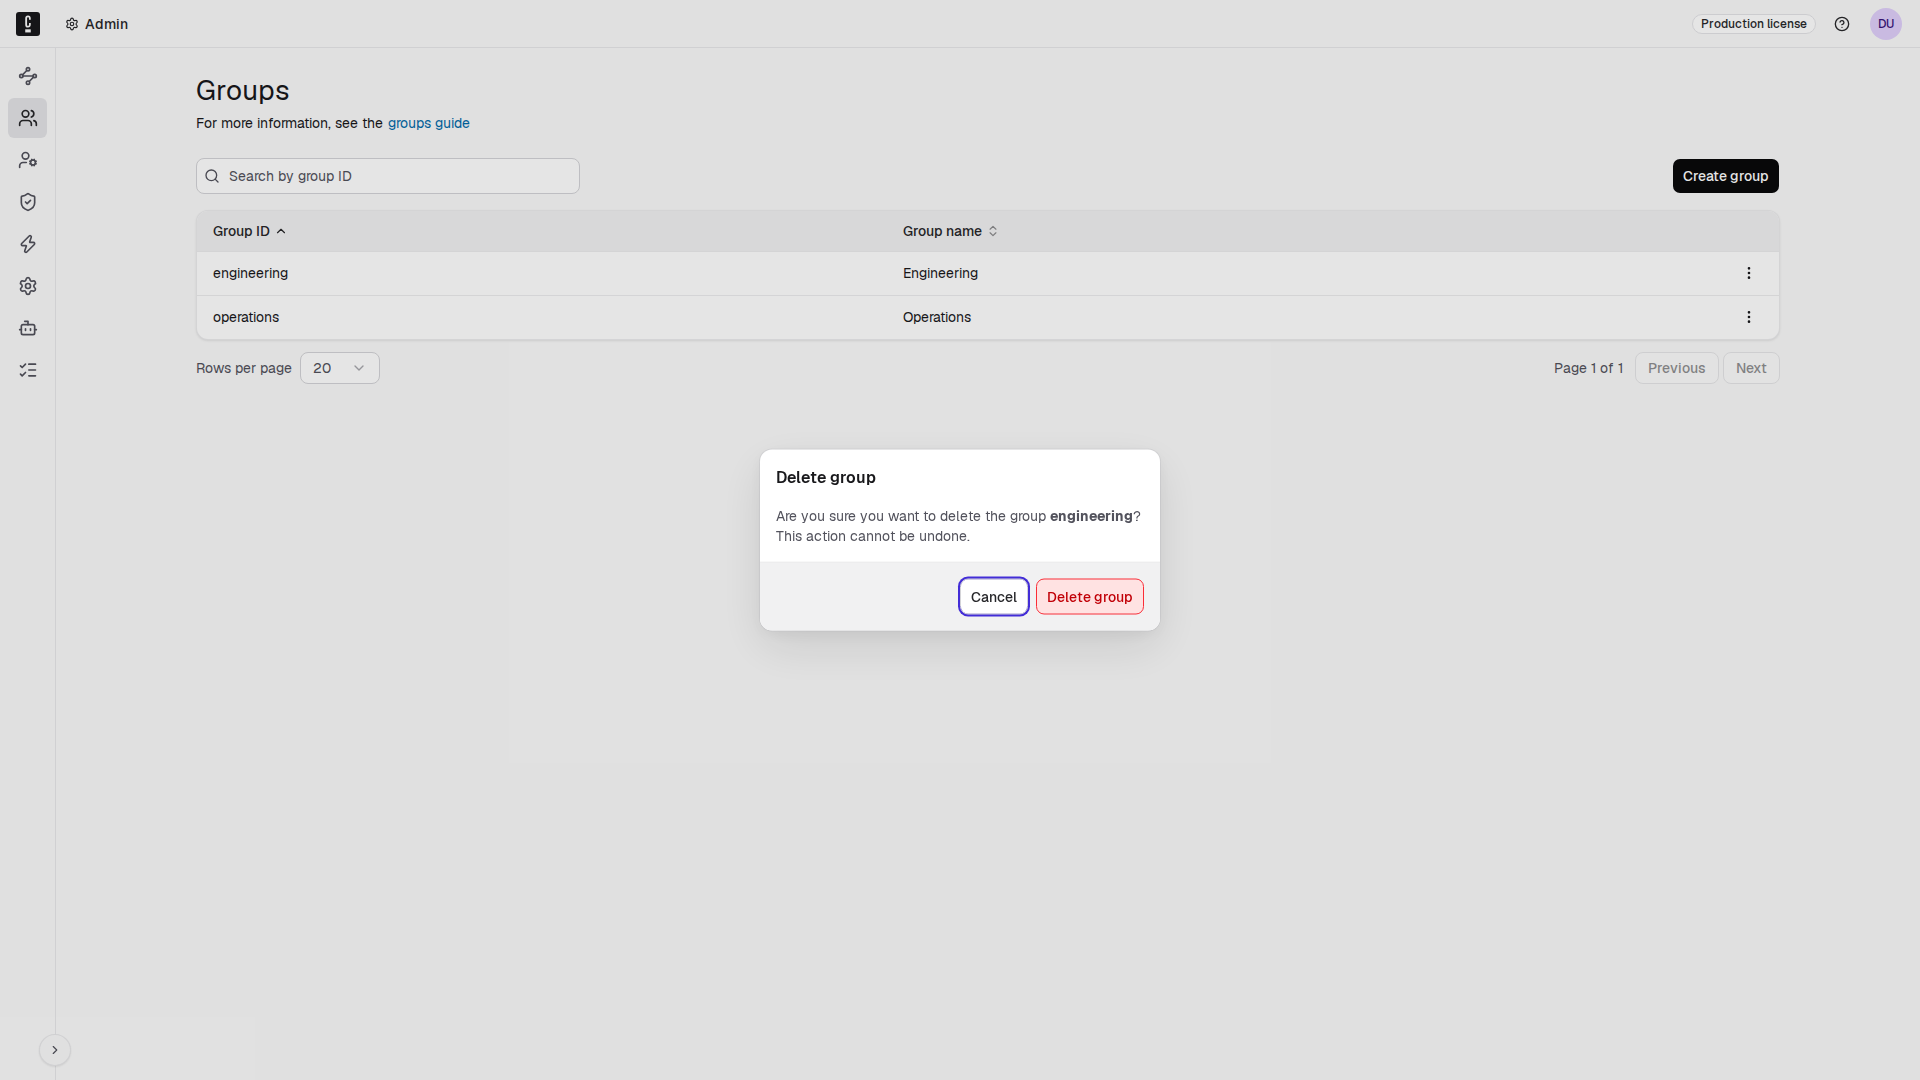 Admin
Production license
DU
Groups
For more information, see the groups guide
Search by group ID
Create group
Group ID
Group name
engineering
Engineering
operations
Operations
Rows per page
20
Page 1 of 1
Previous
Next
Delete group
Are you sure you want to delete the group engineering?
This action cannot be undone.
Cancel
Delete group